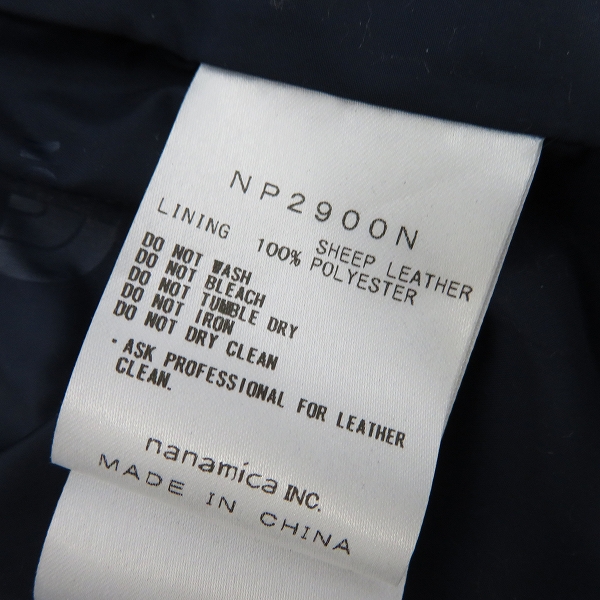 NP2900N
SHEEP LEATHER
LINING 100% POLYESTER
DO NOT WASH
DO NOT BLEACH
DO NOT TUMBLE DRY
DO NOT IRON
DO NOT DRY CLEAN
・ASK PROFESSIONAL FOR LEATHER
CLEAN.
nanamica INC.
MADE IN CHINA